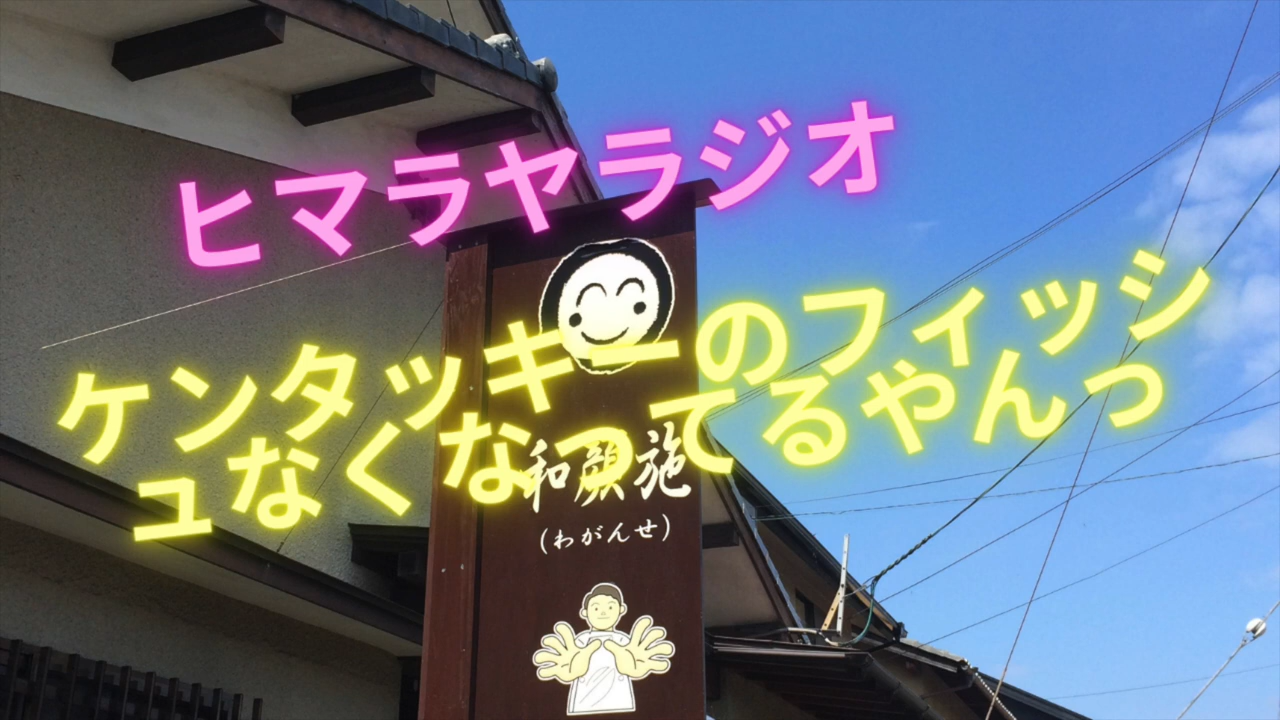 ヒマラヤラジオ
ケンタッキーのフィッシ
ュなくなってるやんっ
和顔施
(わがんせ)